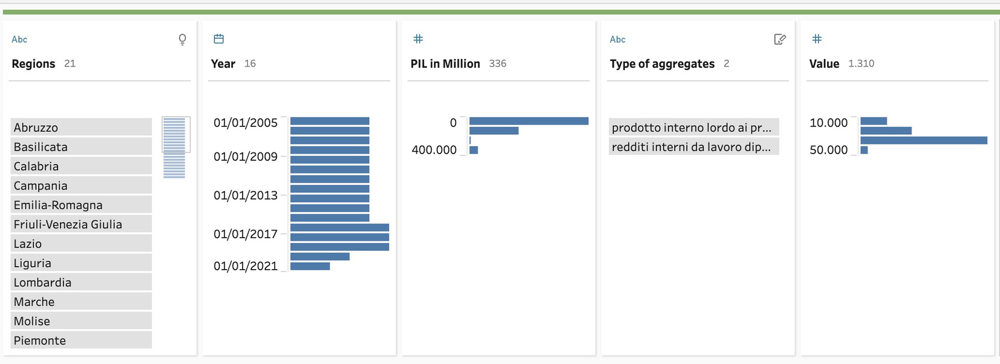 Abc
Regions 21
Abruzzo
Basilicata
Calabria
Campania
Emilia-Romagna
Friuli-Venezia Giulia
Lazio
Liguria
Lombardia
Marche
Molise
Piemonte
Year 16
01/01/2005
01/01/2009
01/01/2013
01/01/2017
01/01/2021
#
PIL in Million 336
0
400.000
Abc
Type of aggregates 2
prodotto interno lordo ai pr...
redditi interni da lavoro dip...
#
Value 1.310
10.000
50.000